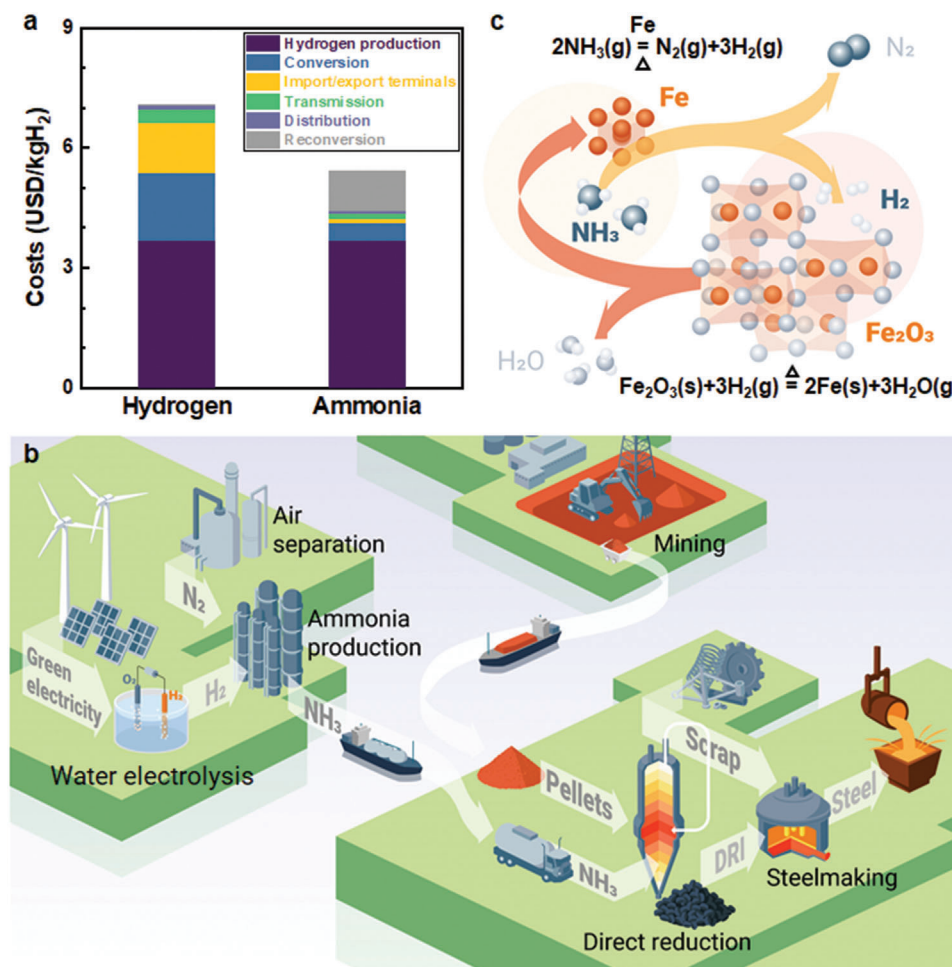 a
9
6
3
0
Costs (USD/kgH₂)
Hydrogen production
Conversion
Import/export terminals
Transmission
Distribution
Reconversion
Hydrogen
Ammonia
c
Fe
2NH₃(g) = N₂(g)+3H₂(g)
△
N₂
Fe
NH₃
H₂
Fe₂O₃
H₂O
△
Fe₂O₃(s)+3H₂(g) = 2Fe(s)+3H₂O(g
b
Air
separation
N₂
Ammonia
production
Green
electricity
O₂
H₂
H₂
NH₃
Water electrolysis
Mining
Pellets
Scrap
Steel
NH₃
DRI
Steelmaking
Direct reduction